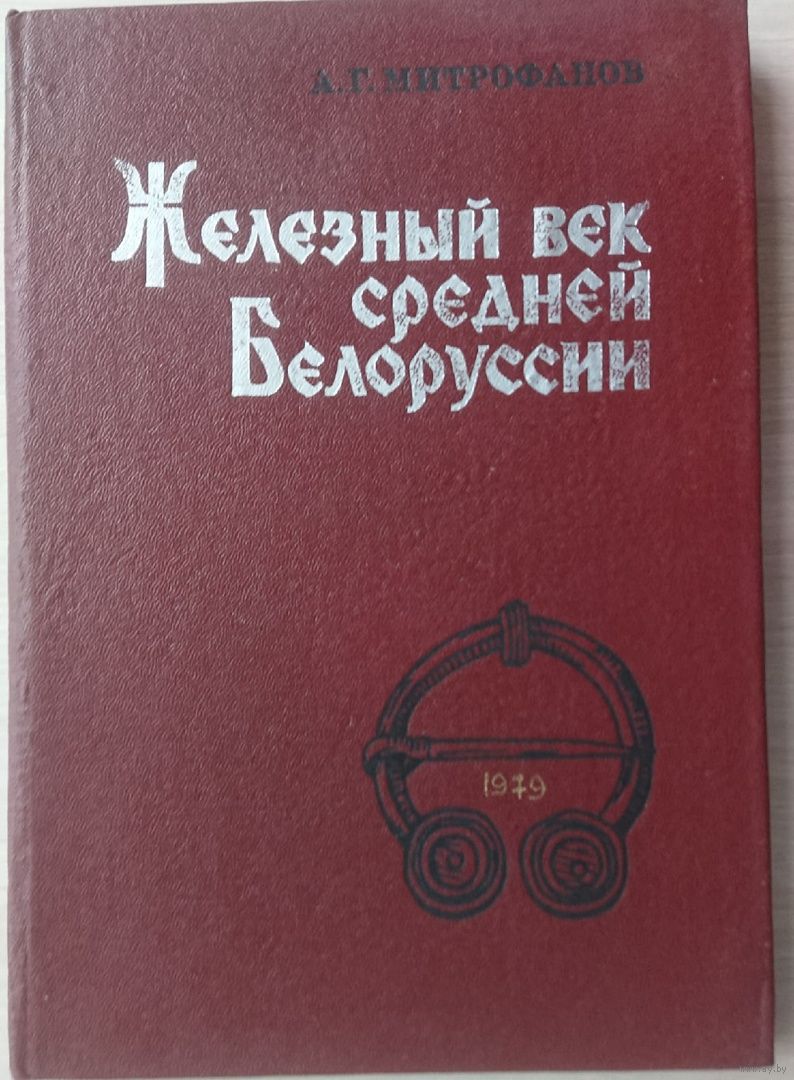 А.Г. МИТРОФАНОВ
Железный век
средней
Белоруссии
1979